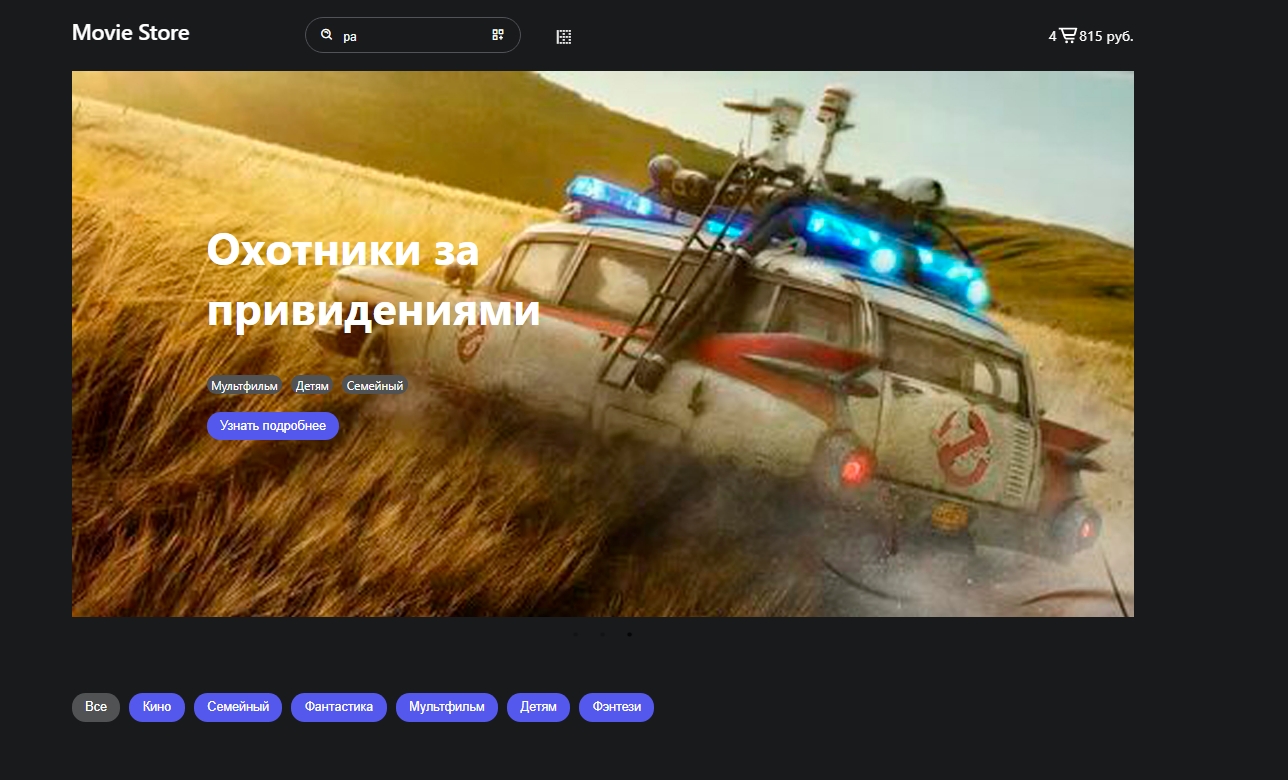 Movie Store
pa
4 815 руб.
Охотники за
привидениями
Мультфильм Детям Семейный
Узнать подробнее
Все Кино Семейный Фантастика Мультфильм Детям Фэнтези